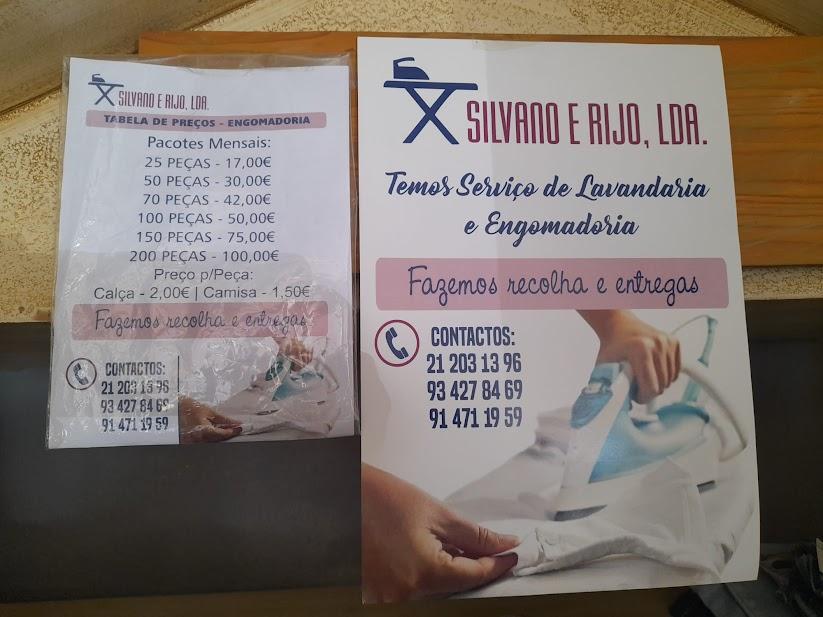 SILVANO E RIJO, LDA.
TABELA DE PREÇOS - ENGOMADORIA
Pacotes Mensais:
25 PEÇAS - 17,00€
50 PEÇAS - 30,00€
70 PEÇAS - 42,00€
100 PEÇAS - 50,00€
150 PEÇAS - 75,00€
200 PEÇAS - 100,00€
Preço p/Peça:
Calça - 2,00€ | Camisa - 1,50€
Fazemos recolha e entregas
CONTACTOS:
21 203 13 96
93 427 84 69
91 471 19 59
SILVANO E RIJO, LDA.
Temos Serviço de Lavandaria
e Engomadoria
Fazemos recolha e entregas
CONTACTOS:
21 203 13 96
93 427 84 69
91 471 19 59